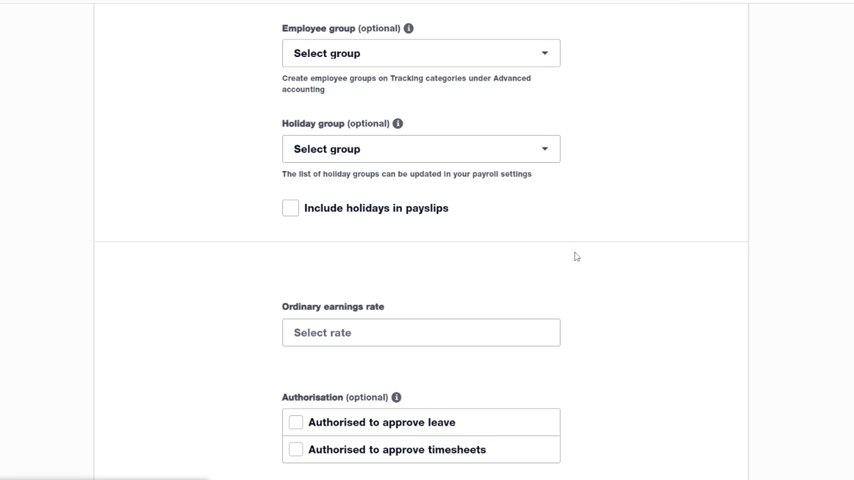 Employee group (optional)
Select group
Create employee groups on Tracking categories under Advanced
accounting
Holiday group (optional)
Select group
The list of holiday groups can be updated in your payroll settings
Include holidays in payslips
Ordinary earnings rate
Select rate
Authorisation (optional)
Authorised to approve leave
Authorised to approve timesheets